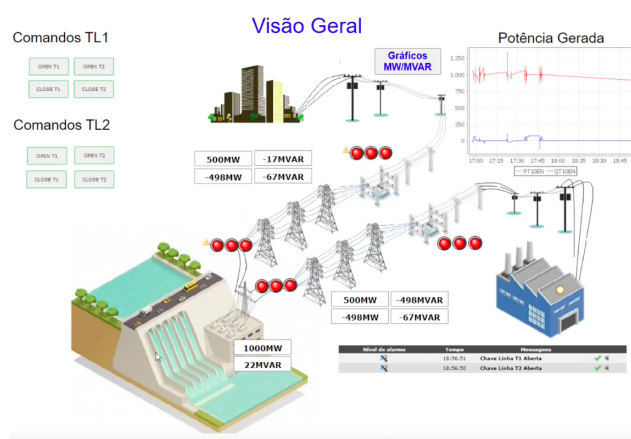 Visão Geral
Comandos TL1
OPEN T1 OPEN T2
CLOSE T1 CLOSE T2
Comandos TL2
OPEN T1 OPEN T2
CLOSE T1 CLOSE T2
Gráficos
MW/MVAR
Potência Gerada
1.250
1.000
750
500
250
0
17:00 17:15 17:30 17:45 18:00 18:15 18:30 18:45
PT1GEN QT1GEN
500MW -17MVAR
-498MW -67MVAR
500MW -498MVAR
-498MW -67MVAR
1000MW
22MVAR
Nível de alarme Tempo Mensagens
18:56:51 Chave Linha T1 Aberta
18:56:50 Chave Linha T2 Aberta